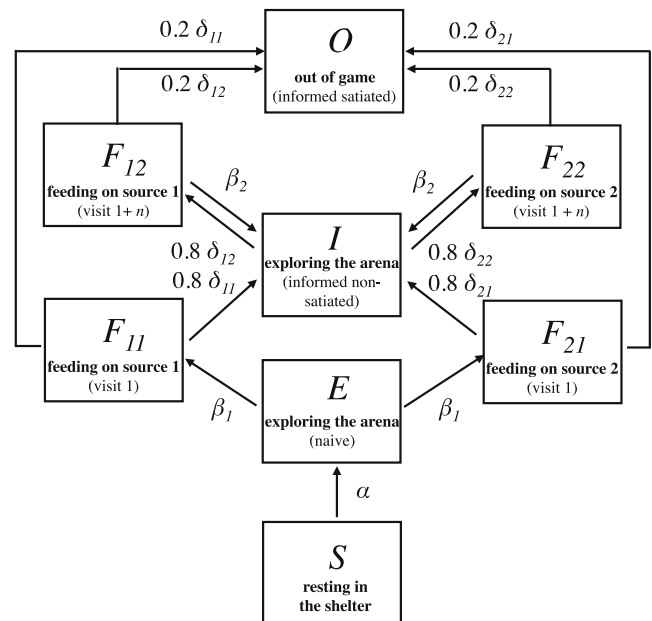 0.2 δ11
O
0.2 δ21
out of game
(informed satiated)
0.2 δ12
0.2 δ22
F12
feeding on source 1
(visit 1+ n)
β2
β2
F22
feeding on source 2
(visit 1 + n)
I
exploring the arena
(informed non-
satiated)
0.8 δ12
0.8 δ11
0.8 δ22
0.8 δ21
F11
feeding on source 1
(visit 1)
F21
feeding on source 2
(visit 1)
E
exploring the arena
(naive)
β1
β1
α
S
resting in
the shelter